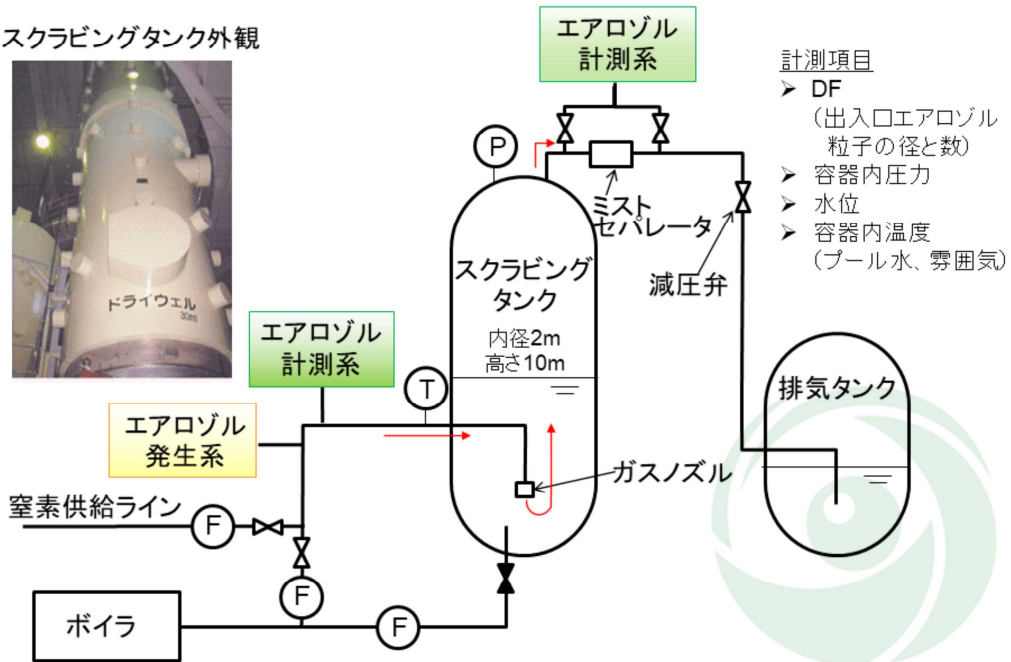 スクラビングタンク外観
ドライウェル
エアロゾル
計測系
計測項目
➤ DF
(出入口エアロゾル
粒子の径と数)
➤ 容器内圧力
➤ 水位
➤ 容器内温度
(プール水、雰囲気)
P
ミスト
セパレータ
減圧弁
スクラビング
タンク
内径2m
高さ10m
エアロゾル
計測系
T
排気タンク
エアロゾル
発生系
ガスノズル
窒素供給ライン
F
F
ボイラ
F